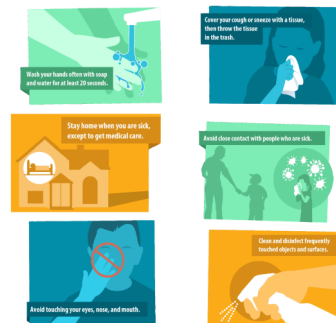 Wash your hands often with soap
and water for at least 20 seconds.
Cover your cough or sneeze with a tissue,
then throw the tissue
in the trash.
Stay home when you are sick,
except to get medical care.
Avoid close contact with people who are sick.
Avoid touching your eyes, nose, and mouth.
Clean and disinfect frequently
touched objects and surfaces.